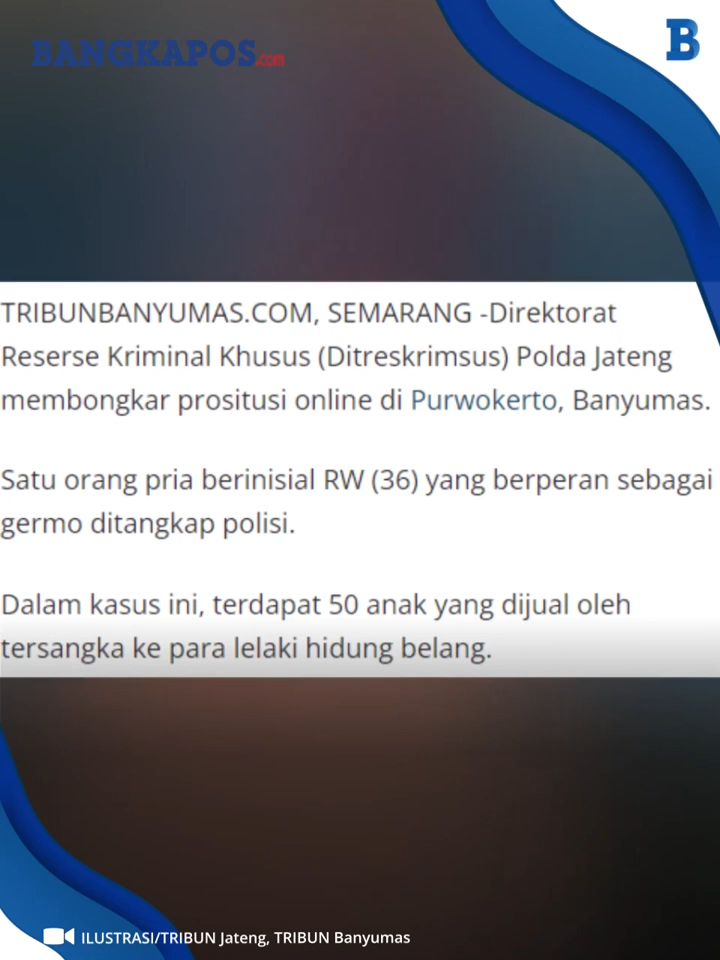 BANGKAPOS.com
B
TRIBUNBANYUMAS.COM, SEMARANG -Direktorat
Reserse Kriminal Khusus (Ditreskrimsus) Polda Jateng
membongkar prositusi online di Purwokerto, Banyumas.
Satu orang pria berinisial RW (36) yang berperan sebagai
germo ditangkap polisi.
Dalam kasus ini, terdapat 50 anak yang dijual oleh
tersangka ke para lelaki hidung belang.
ILUSTRASI/TRIBUN Jateng, TRIBUN Banyumas